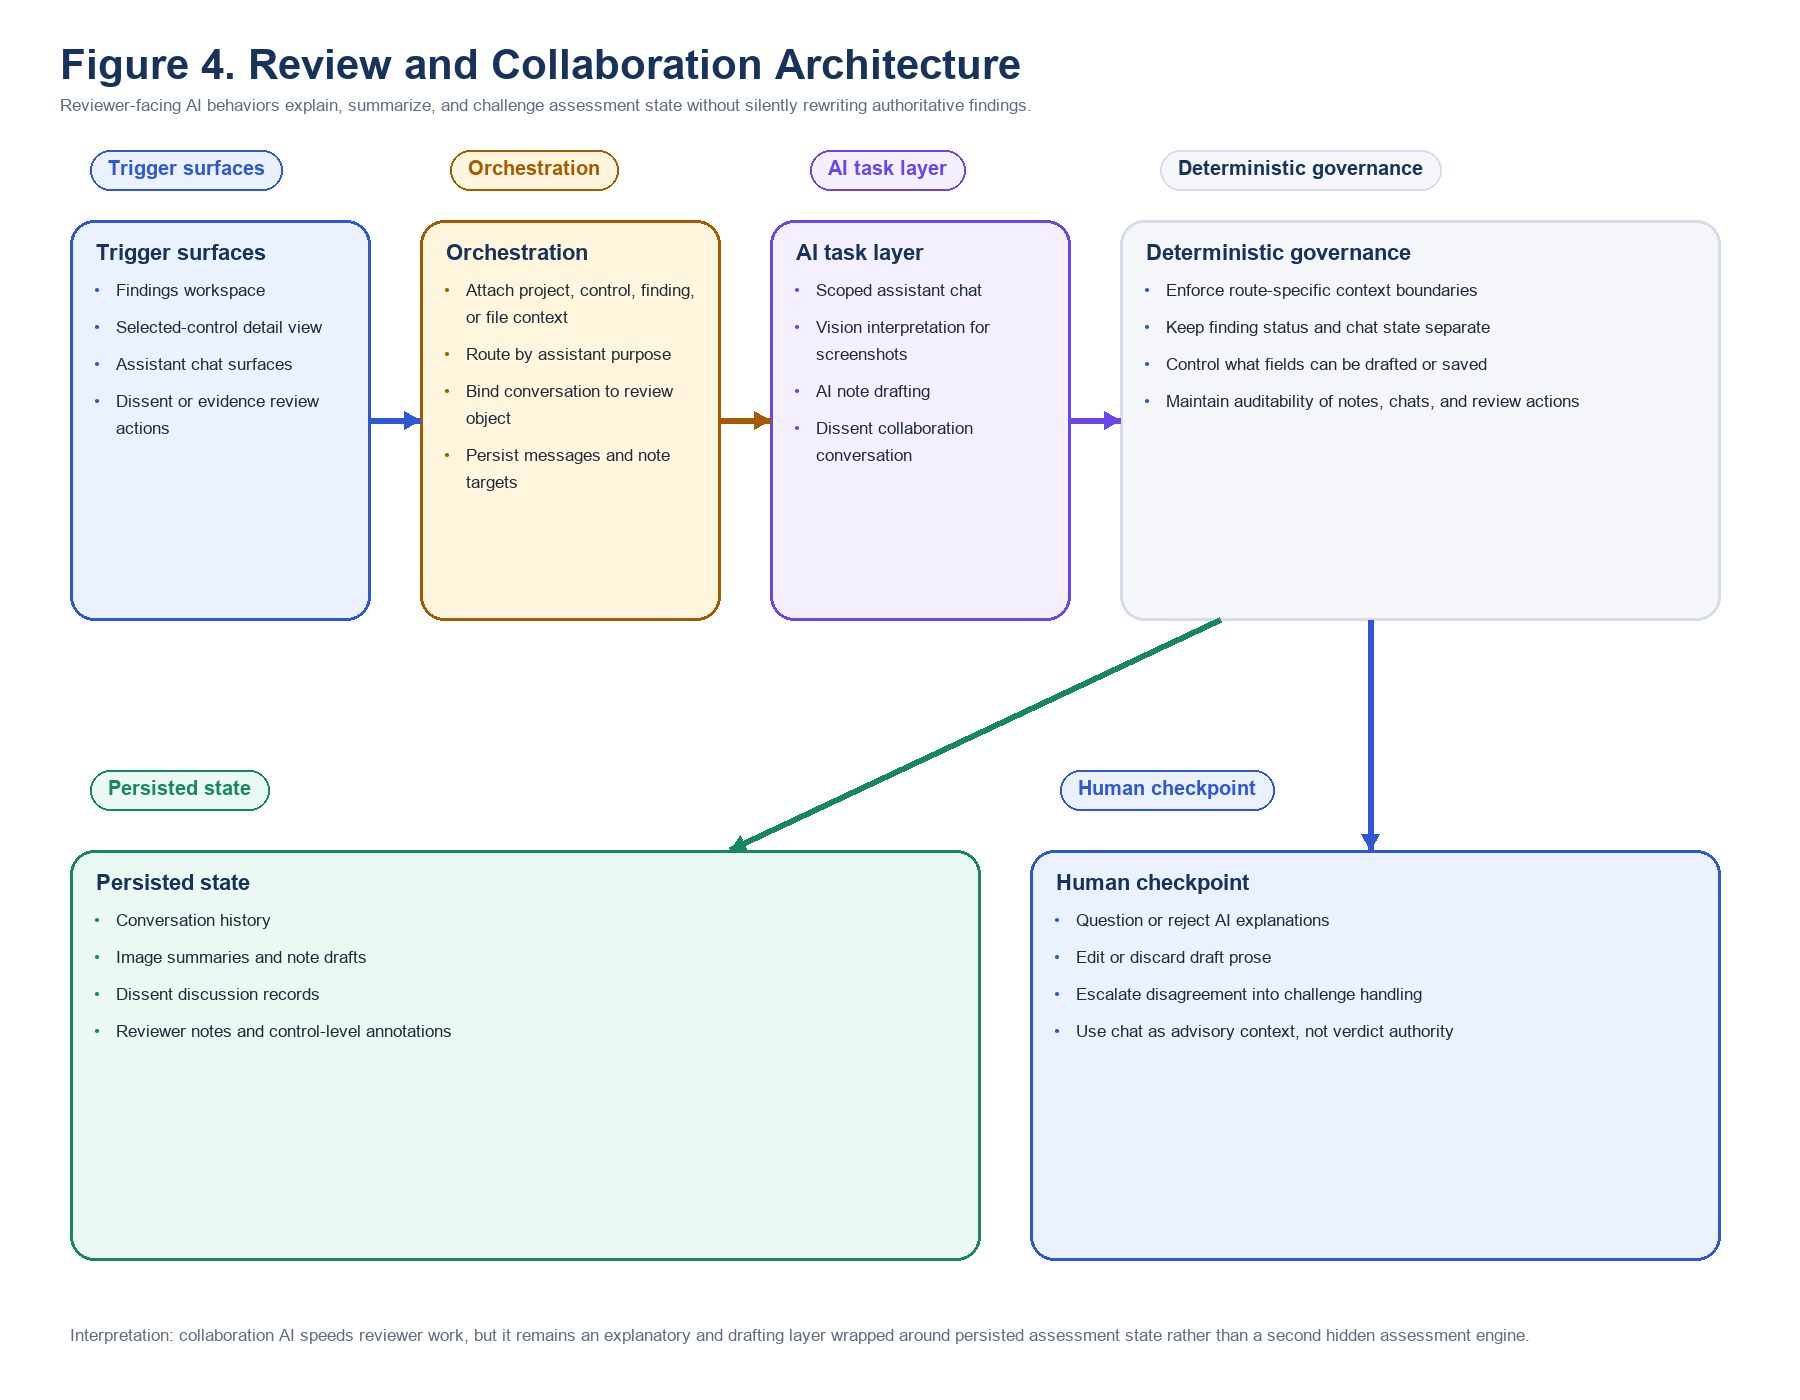 Figure 4. Review and Collaboration Architecture
Reviewer-facing AI behaviors explain, summarize, and challenge assessment state without silently rewriting authoritative findings.
Trigger surfaces
Orchestration
AI task layer
Deterministic governance
Trigger surfaces
• Findings workspace
• Selected-control detail view
• Assistant chat surfaces
• Dissent or evidence review
actions
Orchestration
• Attach project, control, finding,
or file context
• Route by assistant purpose
• Bind conversation to review
object
• Persist messages and note
targets
AI task layer
• Scoped assistant chat
• Vision interpretation for
screenshots
• AI note drafting
• Dissent collaboration
conversation
Deterministic governance
• Enforce route-specific context boundaries
• Keep finding status and chat state separate
• Control what fields can be drafted or saved
• Maintain auditability of notes, chats, and review actions
Persisted state
Human checkpoint
Persisted state
• Conversation history
• Image summaries and note drafts
• Dissent discussion records
• Reviewer notes and control-level annotations
Human checkpoint
• Question or reject AI explanations
• Edit or discard draft prose
• Escalate disagreement into challenge handling
• Use chat as advisory context, not verdict authority
Interpretation: collaboration AI speeds reviewer work, but it remains an explanatory and drafting layer wrapped around persisted assessment state rather than a second hidden assessment engine.